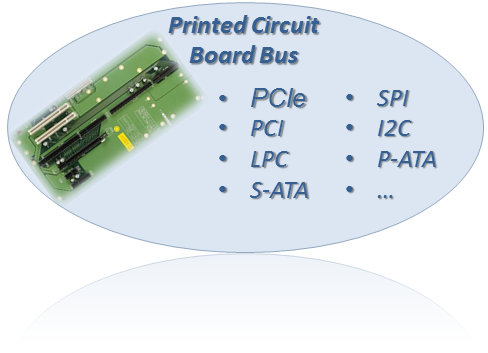 Printed Circuit
Board Bus
• PCIe
• PCI
• LPC
• S-ATA
• SPI
• I2C
• P-ATA
• ...